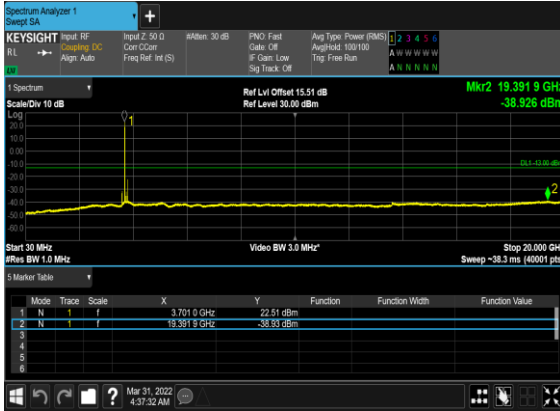 Spectrum Analyzer 1
Swept SA
+
KEYSIGHT Input: RF Input Z: 50 Ω #Atten: 30 dB PNO: Fast Avg Type: Power (RMS) 1 2 3 4 5 6
RL Coupling: DC Corr CCorr Gate: Off Avg|Hold: 100/100 A W W W W W
Align: Auto Freq Ref: Int (S) IF Gain: Low Trig: Free Run
Sig Track: Off A N N N N N
1 Spectrum Ref Lvl Offset 15.51 dB Mkr2 19.391 9 GHz
Scale/Div 10 dB Ref Level 30.00 dBm -38.926 dBm
Log
20.0
10.0
0.00
-10.0
DL1 -13.00 dBm
-20.0
-30.0
-40.0
-50.0
-60.0
1
2
Start 30 MHz Video BW 3.0 MHz* Stop 20.000 GHz
#Res BW 1.0 MHz Sweep ~38.3 ms (40001 pts)
5 Marker Table
Mode Trace Scale X Y Function Function Width Function Value
1 N 1 f 3.701 0 GHz 22.51 dBm
2 N 1 f 19.391 9 GHz -38.93 dBm
3
4
5
6
? Mar 31, 2022
4:37:32 AM